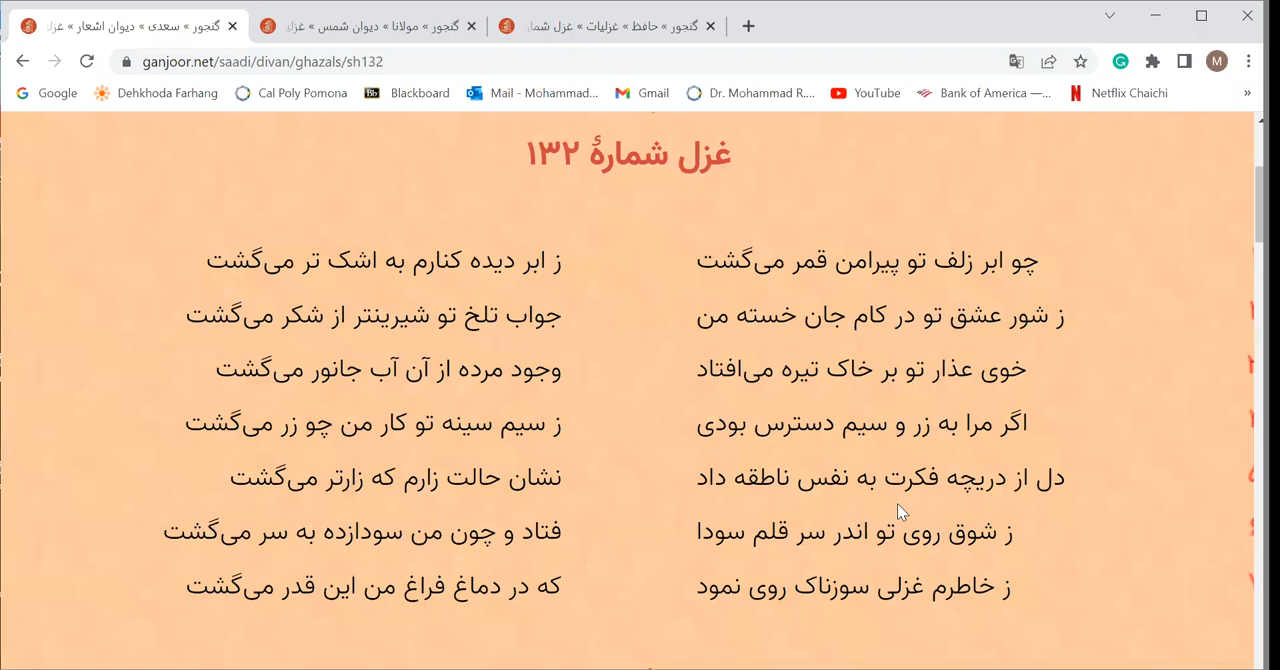 گنجور » سعدی » دیوان اشعار » غزل
گنجور » مولانا » دیوان شمس » غزلی
گنجور » حافظ » غزلیات » غزل شمار
ganjoor.net/saadi/divan/ghazals/sh132
M
Google
Dehkhoda Farhang
Cal Poly Pomona
Bb Blackboard
Mail - Mohammad...
Gmail
Dr. Mohammad R....
YouTube
Bank of America —...
Netflix Chaichi
»
غزل شمارهٔ ۱۳۲
چو ابر زلف تو پیرامن قمر می‌گشت ز ابر دیده کنارم به اشک تر می‌گشت
ز شور عشق تو در کام جان خسته من جواب تلخ تو شیرینتر از شکر می‌گشت
خوی عذار تو بر خاک تیره می‌افتاد وجود مرده از آن آب جانور می‌گشت
اگر مرا به زر و سیم دسترس بودی ز سیم سینه تو کار من چو زر می‌گشت
دل از دریچه فکرت به نفس ناطقه داد نشان حالت زارم که زارتر می‌گشت
ز شوق روی تو اندر سر قلم سودا فتاد و چون من سودازده به سر می‌گشت
ز خاطرم غزلی سوزناک روی نمود که در دماغ فراغ من این قدر می‌گشت